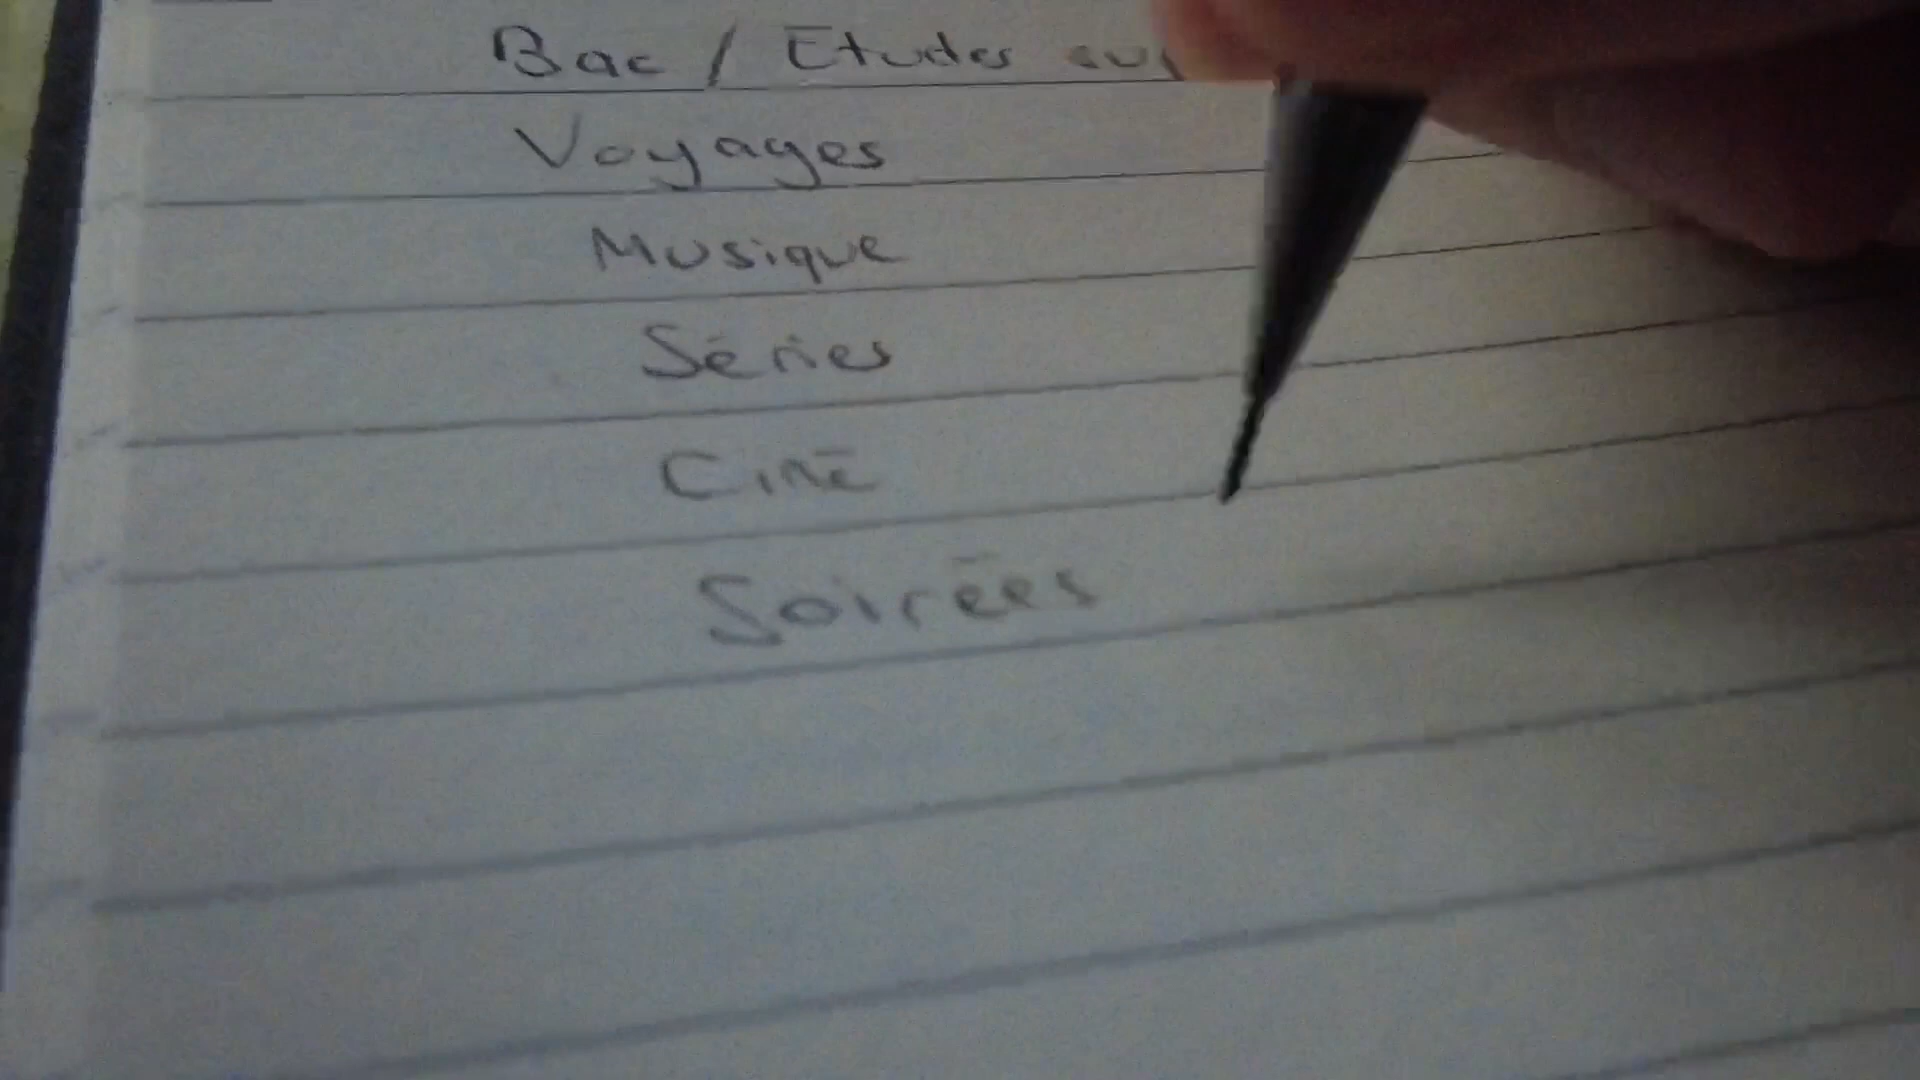 Bac / Etudes
Voyages
Musique
Séries
Ciné
Soirées